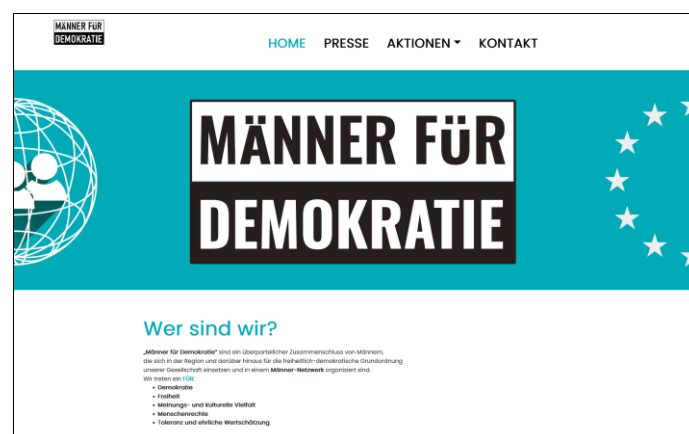 MÄNNER FÜR
DEMOKRATIE
HOME PRESSE AKTIONEN KONTAKT
MÄNNER FÜR
DEMOKRATIE
Wer sind wir?
„Männer für Demokratie" sind ein überparteilicher Zusammenschluss von Männern,
die sich in der Region und darüber hinaus für die freiheitlich-demokratische Grundordnung
unserer Gesellschaft einsetzen und in einem Männer-Netzwerk organisiert sind.
Wir treten ein FÜR:
• Demokratie
• Freiheit
• Meinungs- und kulturelle Vielfalt
• Menschenrechte
• Toleranz und ehrliche Wertschätzung